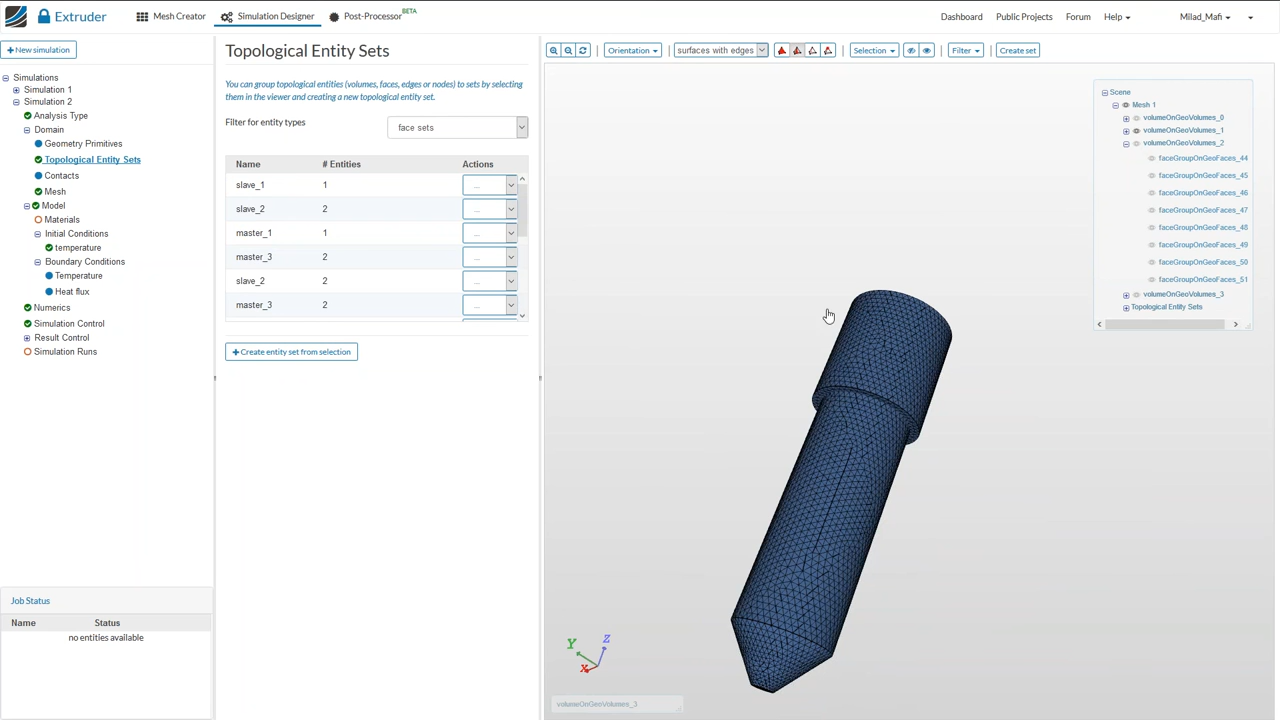 Extruder
Mesh Creator
Simulation Designer
Post-Processor BETA
Dashboard
Public Projects
Forum
Help
Milad_Mafi
New simulation
Simulations
Simulation 1
Simulation 2
Analysis Type
Domain
Geometry Primitives
Topological Entity Sets
Contacts
Mesh
Model
Materials
Initial Conditions
temperature
Boundary Conditions
Temperature
Heat flux
Numerics
Simulation Control
Result Control
Simulation Runs
Job Status
Name Status
no entities available
Topological Entity Sets
You can group topological entities (volumes, faces, edges or nodes) to sets by selecting
them in the viewer and creating a new topological entity set.
Filter for entity types
face sets
Name # Entities Actions
slave_1 1 ...
slave_2 2 ...
master_1 1 ...
master_3 2 ...
slave_2 2 ...
master_3 2 ...
Create entity set from selection
Orientation
surfaces with edges
Selection
Filter
Create set
Scene
Mesh 1
volumeOnGeoVolumes_0
volumeOnGeoVolumes_1
volumeOnGeoVolumes_2
faceGroupOnGeoFaces_44
faceGroupOnGeoFaces_45
faceGroupOnGeoFaces_46
faceGroupOnGeoFaces_47
faceGroupOnGeoFaces_48
faceGroupOnGeoFaces_49
faceGroupOnGeoFaces_50
faceGroupOnGeoFaces_51
volumeOnGeoVolumes_3
Topological Entity Sets
Y Z
X
volumeOnGeoVolumes_3